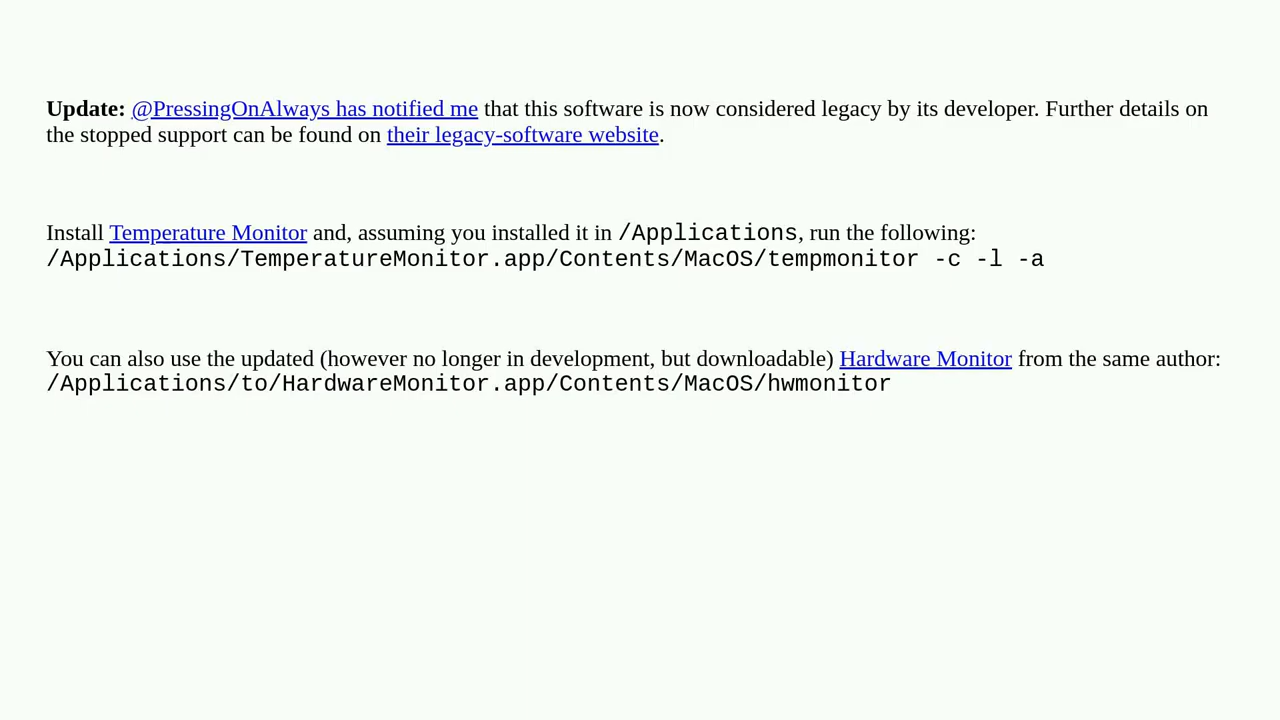 Update: @PressingOnAlways has notified me that this software is now considered legacy by its developer. Further details on
the stopped support can be found on their legacy-software website.
Install Temperature Monitor and, assuming you installed it in /Applications, run the following:
/Applications/TemperatureMonitor.app/Contents/MacOS/tempmonitor -c -l -a
You can also use the updated (however no longer in development, but downloadable) Hardware Monitor from the same author:
/Applications/to/HardwareMonitor.app/Contents/MacOS/hwmonitor